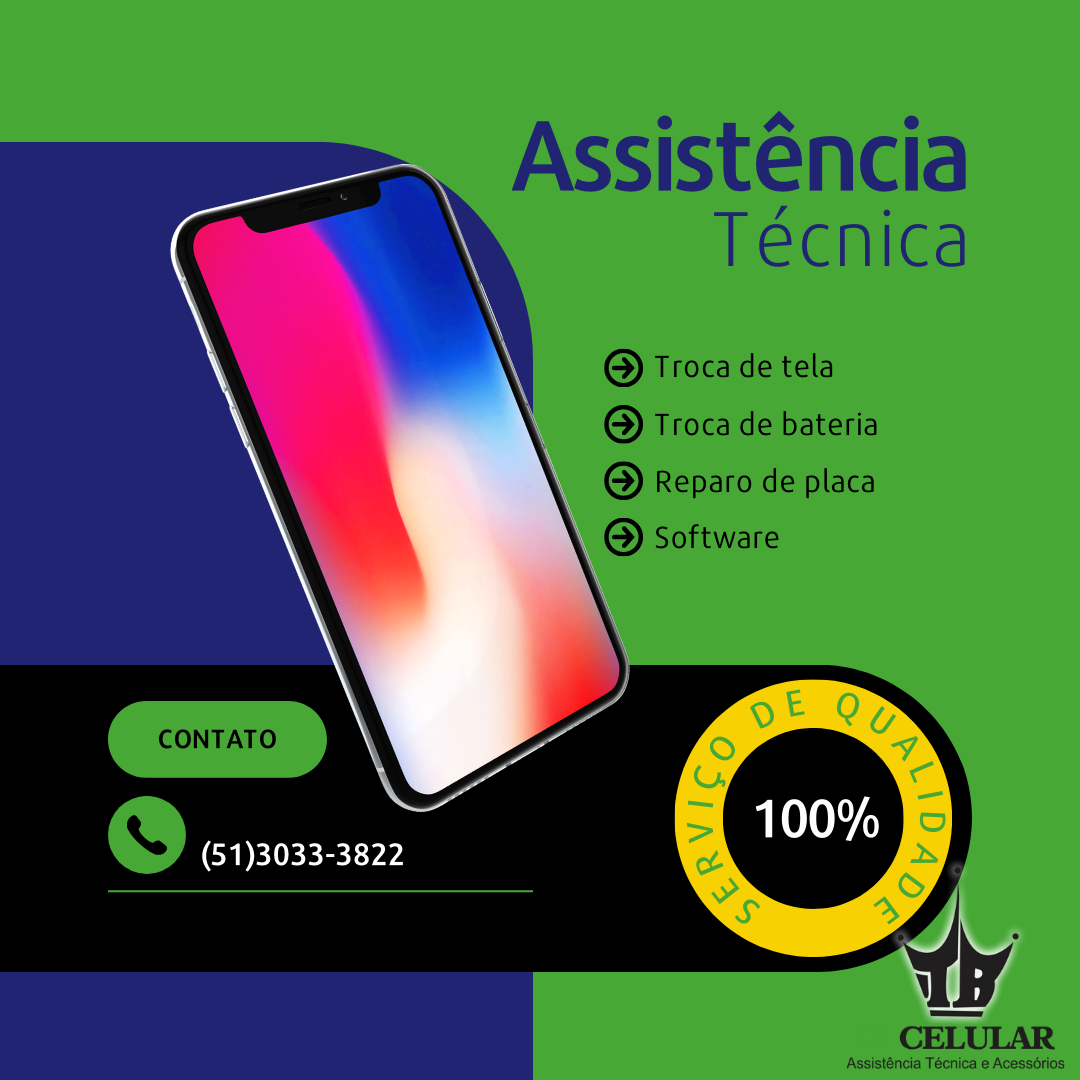 Assistência
Técnica
Troca de tela
Troca de bateria
Reparo de placa
Software
CONTATO
(51)3033-3822
SERVIÇO DE QUALIDADE
100%
JB
CELULAR
Assistência Técnica e Acessórios